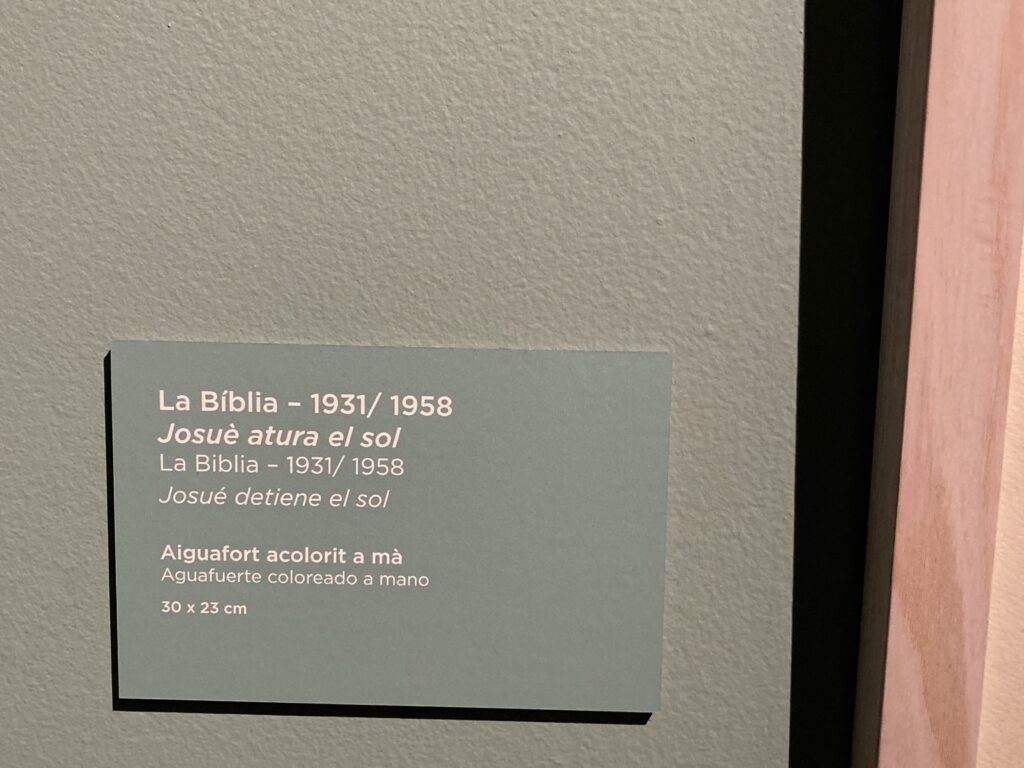 La Bíblia – 1931/ 1958
Josuè atura el sol
La Biblia – 1931/ 1958
Josué detiene el sol
Aiguafort acolorit a mà
Aguafuerte coloreado a mano
30 x 23 cm